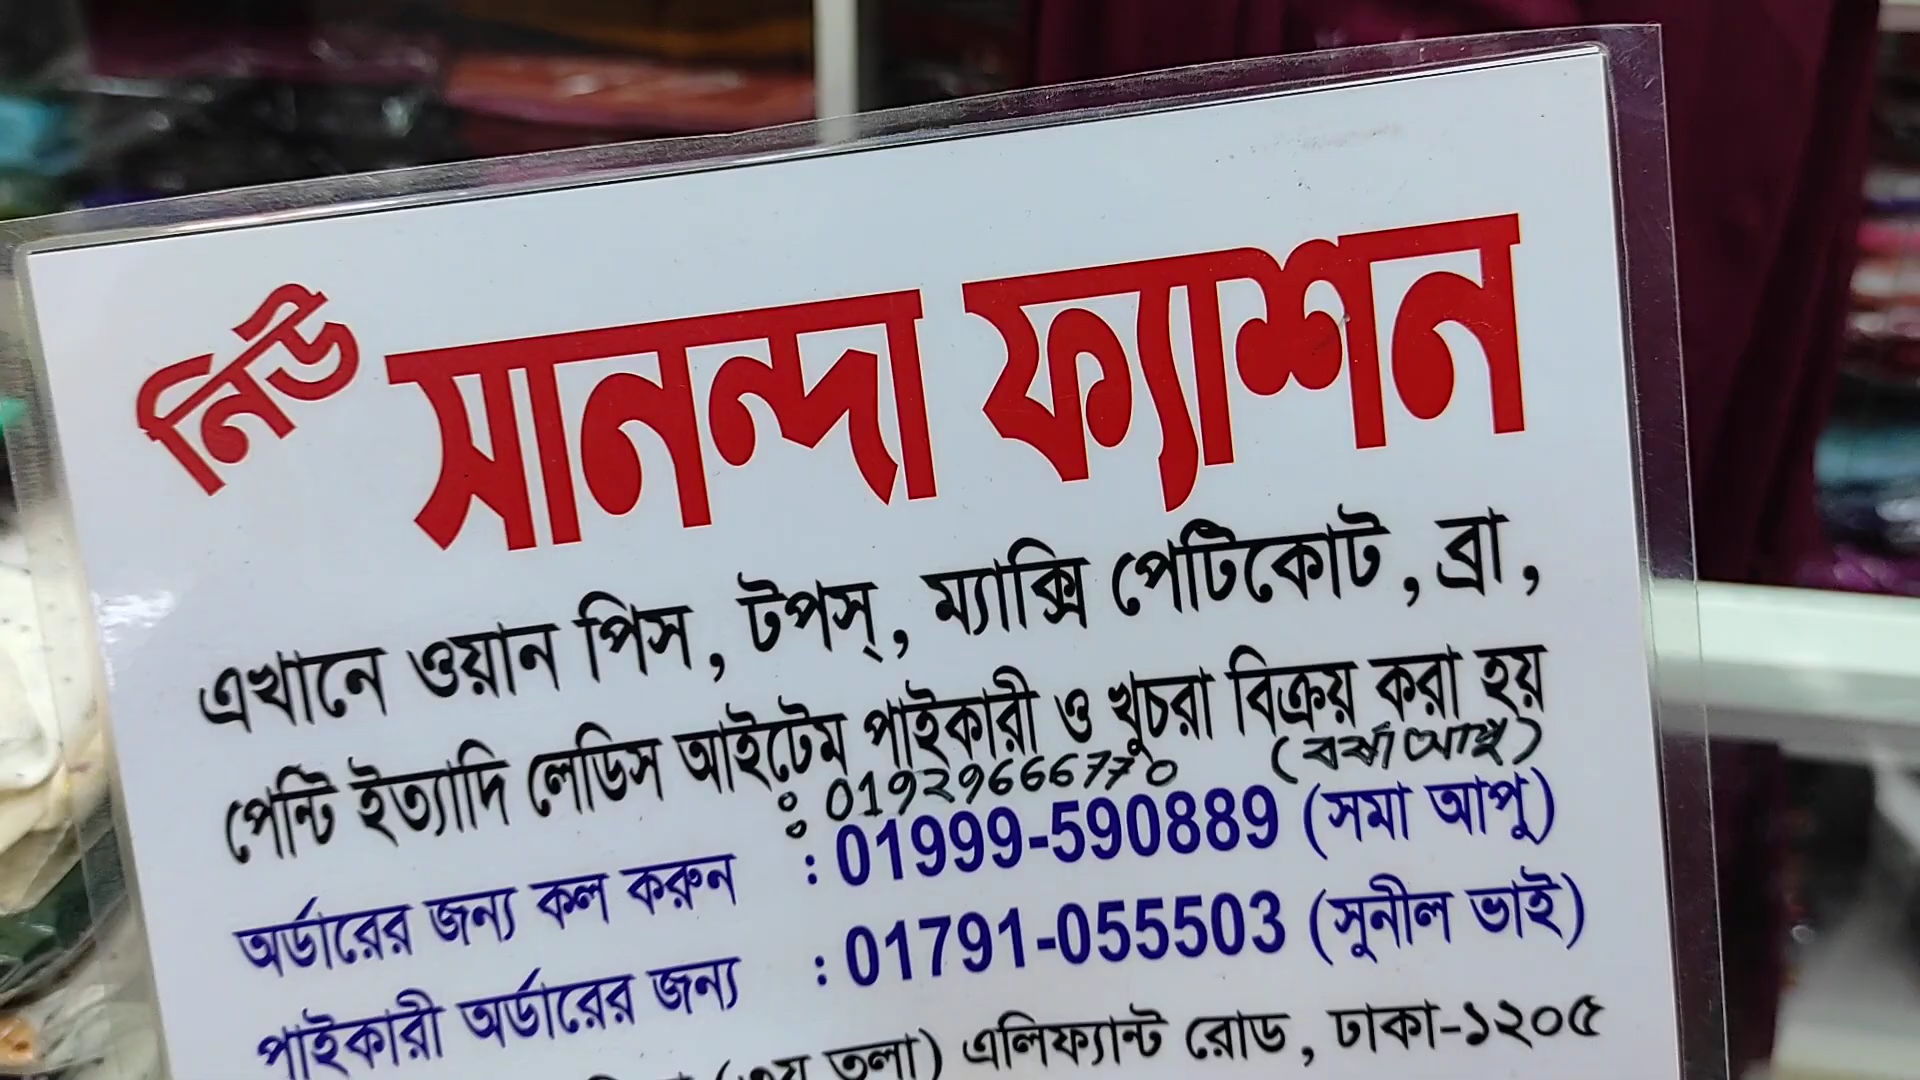 নিউ সানন্দা ফ্যাশন
এখানে ওয়ান পিস, টপস্, ম্যাক্সি পেটিকোট, ব্রা,
পেন্টি ইত্যাদি লেডিস আইটেম পাইকারী ও খুচরা বিক্রয় করা হয়
: 01929666770 (বর্ষা আপু)
অর্ডারের জন্য কল করুন : 01999-590889 (সমা আপু)
পাইকারী অর্ডারের জন্য : 01791-055503 (সুনীল ভাই)
(৩য় তলা) এলিফ্যান্ট রোড, ঢাকা-১২০৫